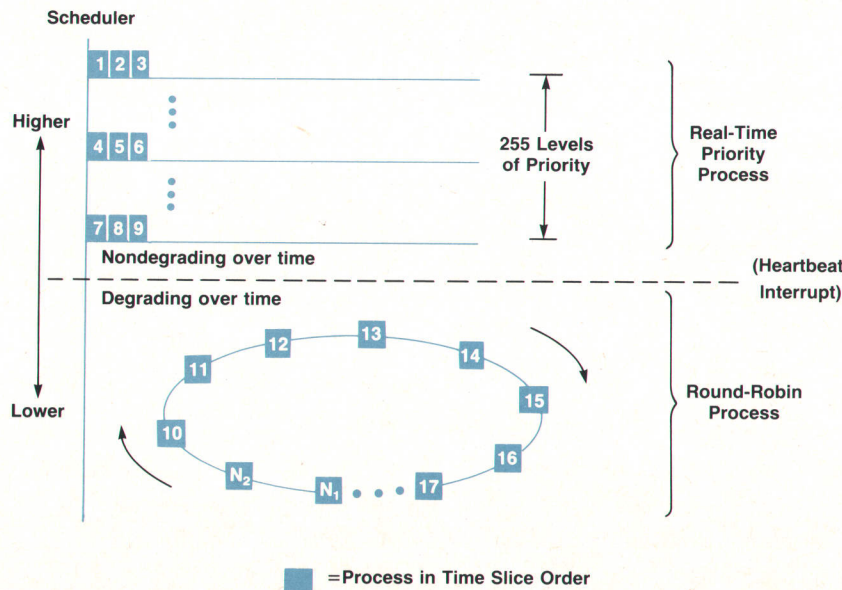 Scheduler
1 2 3
Higher
4 5 6
255 Levels
of Priority
Real-Time
Priority
Process
7 8 9
Nondegrading over time
(Heartbeat
Interrupt)
Degrading over time
13
12
14
11
15
Lower
Round-Robin
Process
10
16
N₂
N₁
17
=Process in Time Slice Order